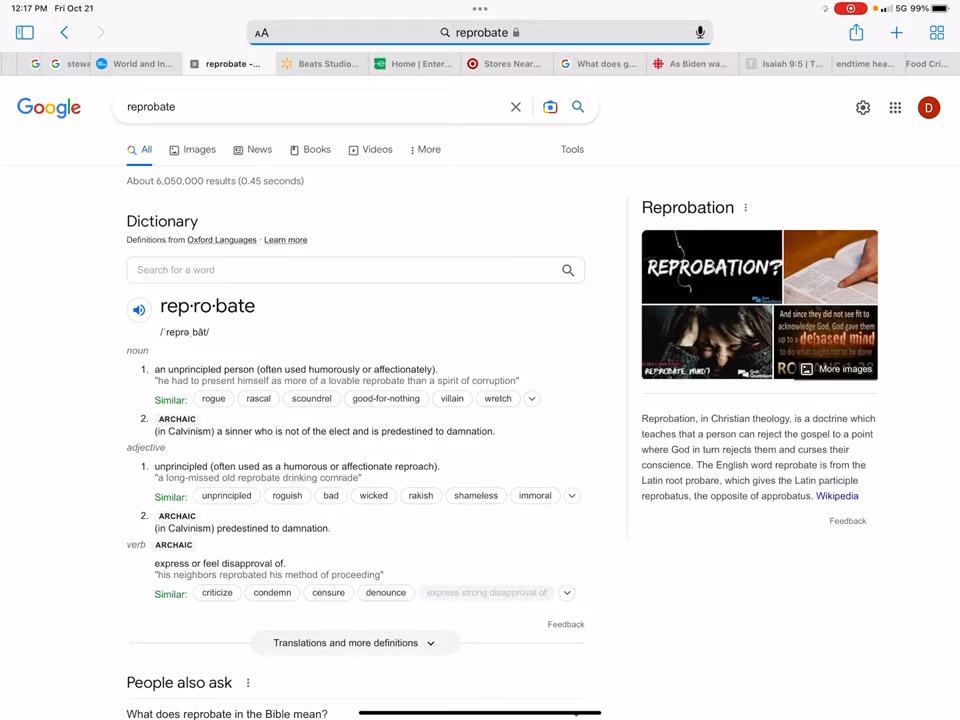 12:17 PM Fri Oct 21
5G 99%
AA reprobate
stewa
World and In...
reprobate -...
Beats Studio...
Home | Enter...
Stores Near...
What does g...
As Biden wa...
Isaiah 9:5 | T...
endtime hea...
Food Cri...
Google
reprobate
D
All Images News Books Videos More Tools
About 6,050,000 results (0.45 seconds)
Dictionary
Definitions from Oxford Languages · Learn more
Search for a word
rep·ro·bate
/ˈreprəˌbāt/
noun
1. an unprincipled person (often used humorously or affectionately).
"he had to present himself as more of a lovable reprobate than a spirit of corruption"
Similar: rogue rascal scoundrel good-for-nothing villain wretch
2. ARCHAIC
(in Calvinism) a sinner who is not of the elect and is predestined to damnation.
adjective
1. unprincipled (often used as a humorous or affectionate reproach).
"a long-missed old reprobate drinking comrade"
Similar: unprincipled roguish bad wicked rakish shameless immoral
2. ARCHAIC
(in Calvinism) predestined to damnation.
verb ARCHAIC
express or feel disapproval of.
"his neighbors reprobated his method of proceeding"
Similar: criticize condemn censure denounce express strong disapproval of
Feedback
Translations and more definitions
People also ask
What does reprobate in the Bible mean?
Reprobation
REPROBATION?
REPROBATE MIND?
And since they did not see fit to
acknowledge God, God gave them
up to a debased mind
to do what ought not to be done
More images
Reprobation, in Christian theology, is a doctrine which
teaches that a person can reject the gospel to a point
where God in turn rejects them and curses their
conscience. The English word reprobate is from the
Latin root probare, which gives the Latin participle
reprobatus, the opposite of approbatus. Wikipedia
Feedback